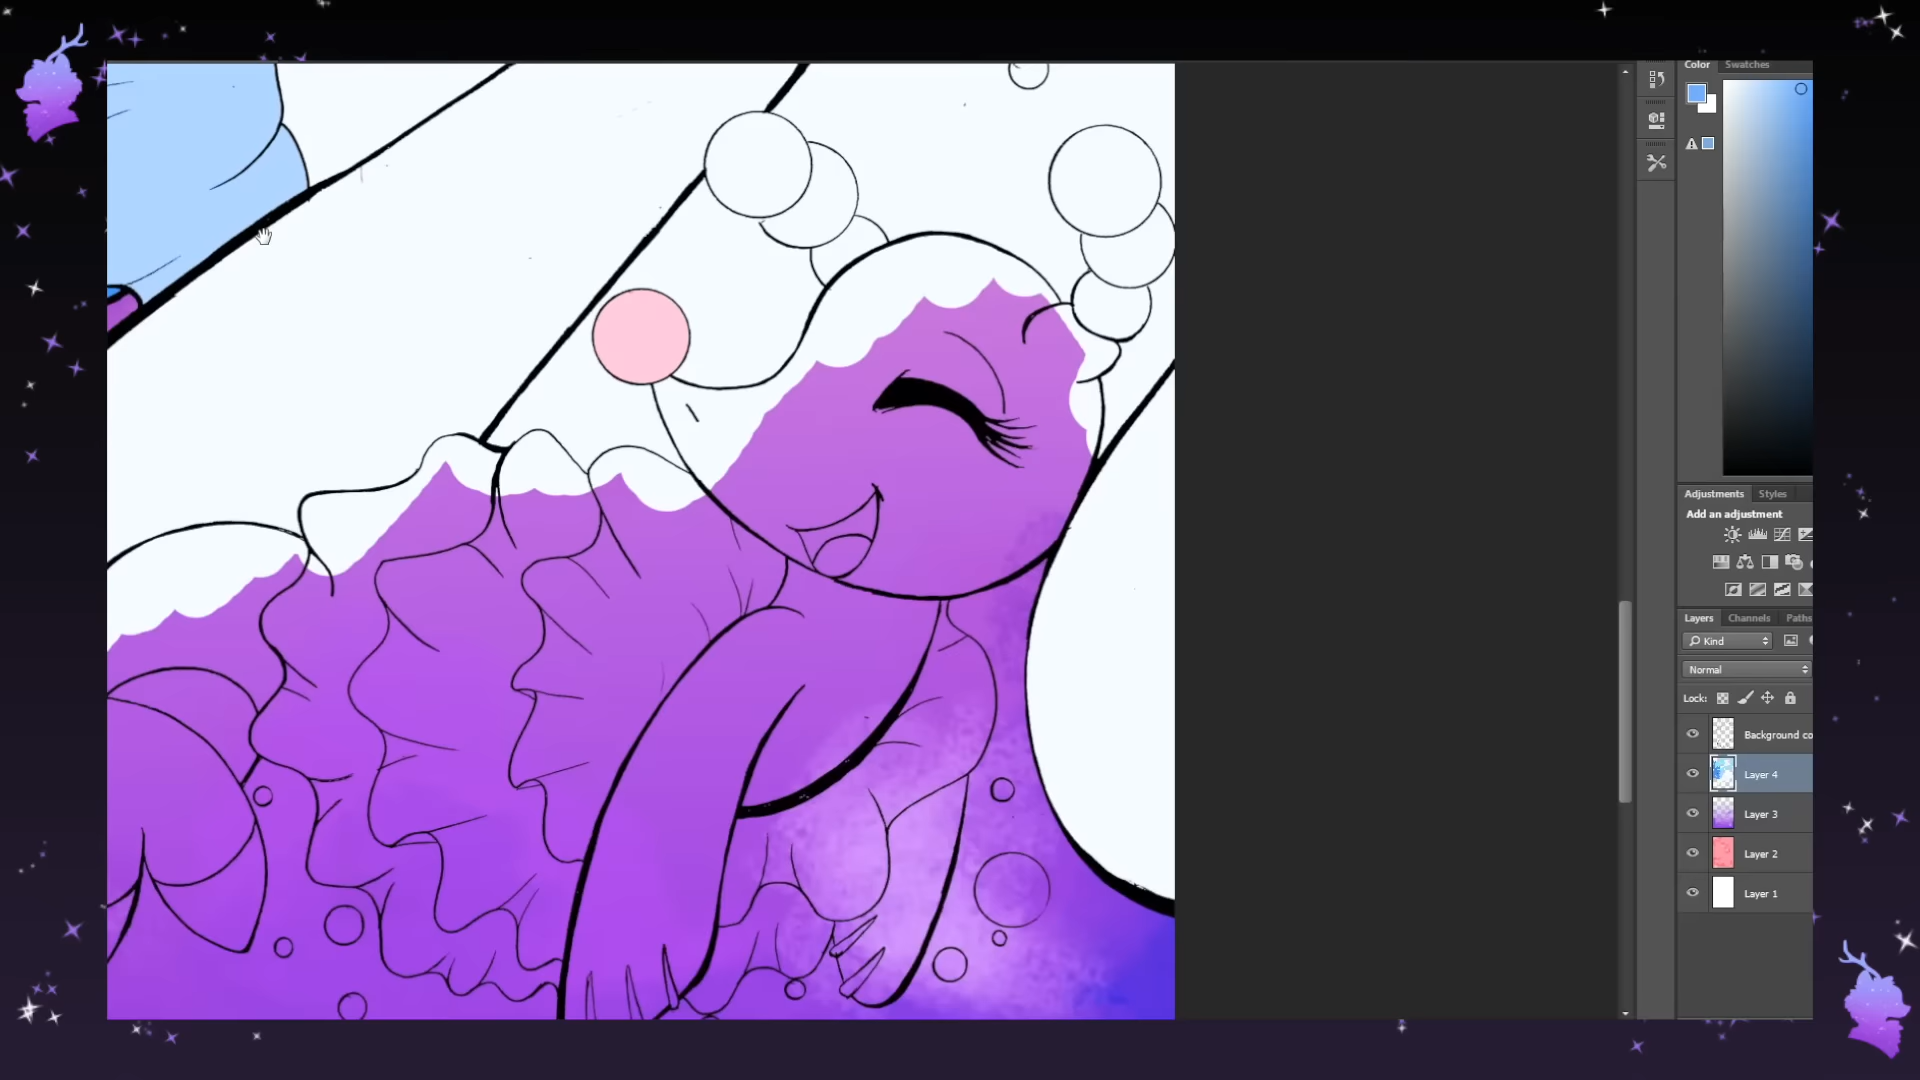 Color Swatches
Adjustments Styles
Add an adjustment
Layers Channels Paths
Kind
Normal
Lock:
Background co
Layer 4
Layer 3
Layer 2
Layer 1